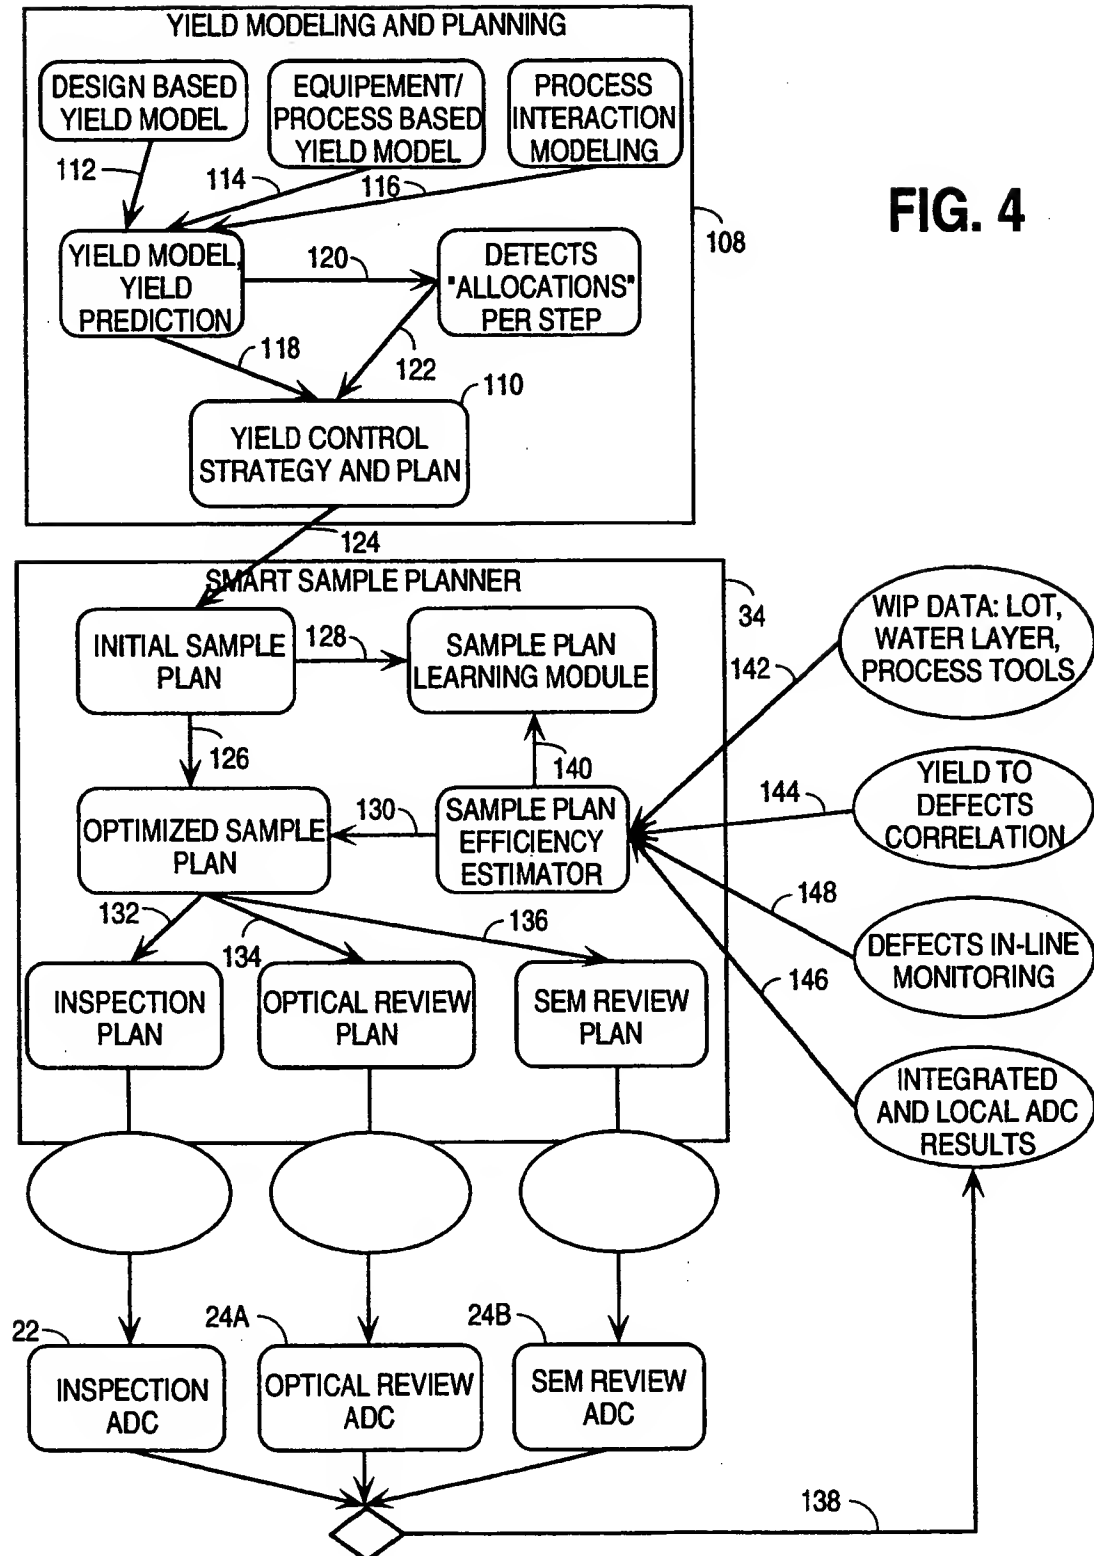 YIELD MODELING AND PLANNING
DESIGN BASED
YIELD MODEL
EQUIPEMENT/
PROCESS BASED
YIELD MODEL
PROCESS
INTERACTION
MODELING
112
114
116
FIG. 4
108
YIELD MODEL,
YIELD
PREDICTION
120
DETECTS
"ALLOCATIONS"
PER STEP
118
122
110
YIELD CONTROL
STRATEGY AND PLAN
124
SMART SAMPLE PLANNER
34
INITIAL SAMPLE
PLAN
128
SAMPLE PLAN
LEARNING MODULE
142
WIP DATA: LOT,
WATER LAYER,
PROCESS TOOLS
126
140
OPTIMIZED SAMPLE
PLAN
130
SAMPLE PLAN
EFFICIENCY
ESTIMATOR
144
YIELD TO
DEFECTS
CORRELATION
132
134
136
148
DEFECTS IN-LINE
MONITORING
146
INSPECTION
PLAN
OPTICAL REVIEW
PLAN
SEM REVIEW
PLAN
INTEGRATED
AND LOCAL ADC
RESULTS
22
24A
24B
INSPECTION
ADC
OPTICAL REVIEW
ADC
SEM REVIEW
ADC
138